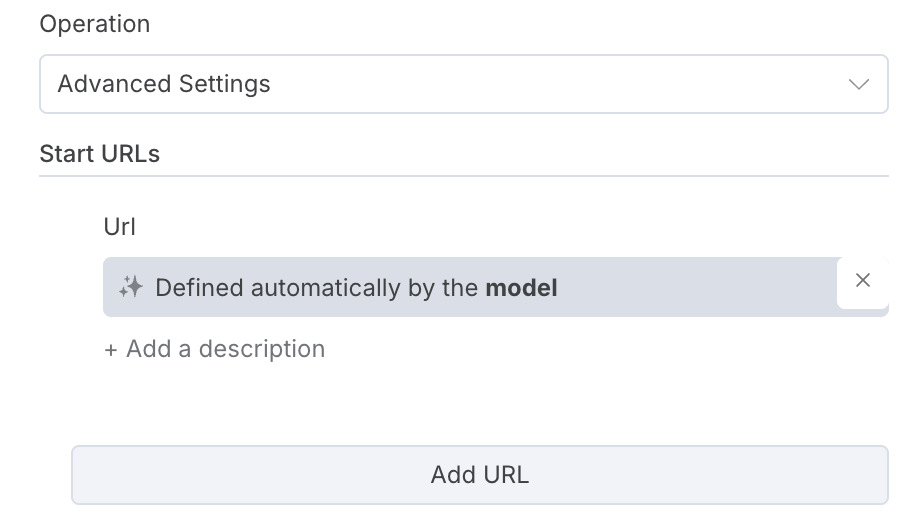 Operation
Advanced Settings
Start URLs
Url
Defined automatically by the model
+ Add a description
Add URL